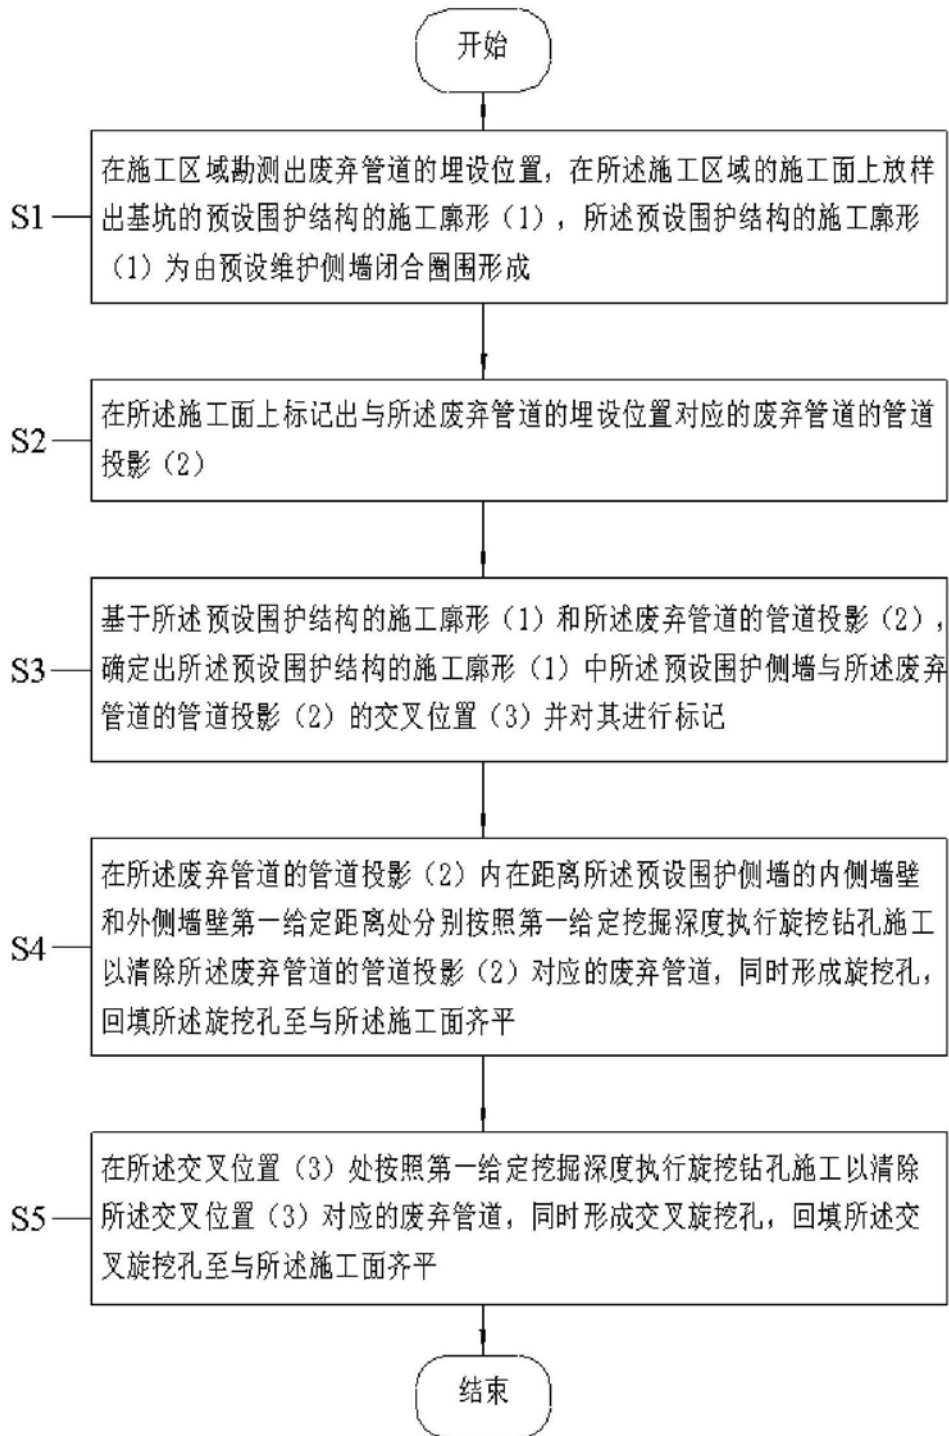 开始
S1
在施工区域勘测出废弃管道的埋设位置，在所述施工区域的施工面上放样
出基坑的预设围护结构的施工廓形（1），所述预设围护结构的施工廓形
（1）为由预设维护侧墙闭合圈围形成
S2
在所述施工面上标记出与所述废弃管道的埋设位置对应的废弃管道的管道
投影（2）
S3
基于所述预设围护结构的施工廓形（1）和所述废弃管道的管道投影（2），
确定出所述预设围护结构的施工廓形（1）中所述预设围护侧墙与所述废弃
管道的管道投影（2）的交叉位置（3）并对其进行标记
S4
在所述废弃管道的管道投影（2）内在距离所述预设围护侧墙的内侧墙壁
和外侧墙壁第一给定距离处分别按照第一给定挖掘深度执行旋挖钻孔施工
以清除所述废弃管道的管道投影（2）对应的废弃管道，同时形成旋挖孔，
回填所述旋挖孔至与所述施工面齐平
S5
在所述交叉位置（3）处按照第一给定挖掘深度执行旋挖钻孔施工以清除
所述交叉位置（3）对应的废弃管道，同时形成交叉旋挖孔，回填所述交
叉旋挖孔至与所述施工面齐平
结束